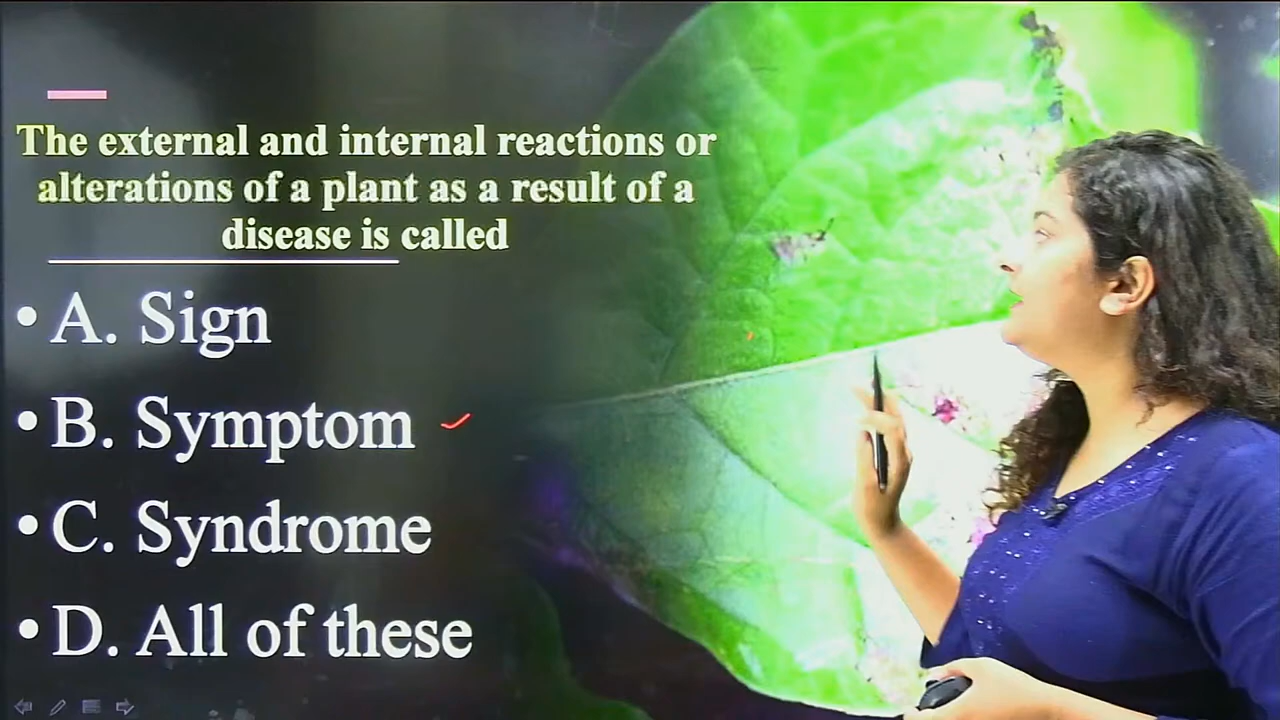 The external and internal reactions or
alterations of a plant as a result of a
disease is called
• A. Sign
• B. Symptom
• C. Syndrome
• D. All of these